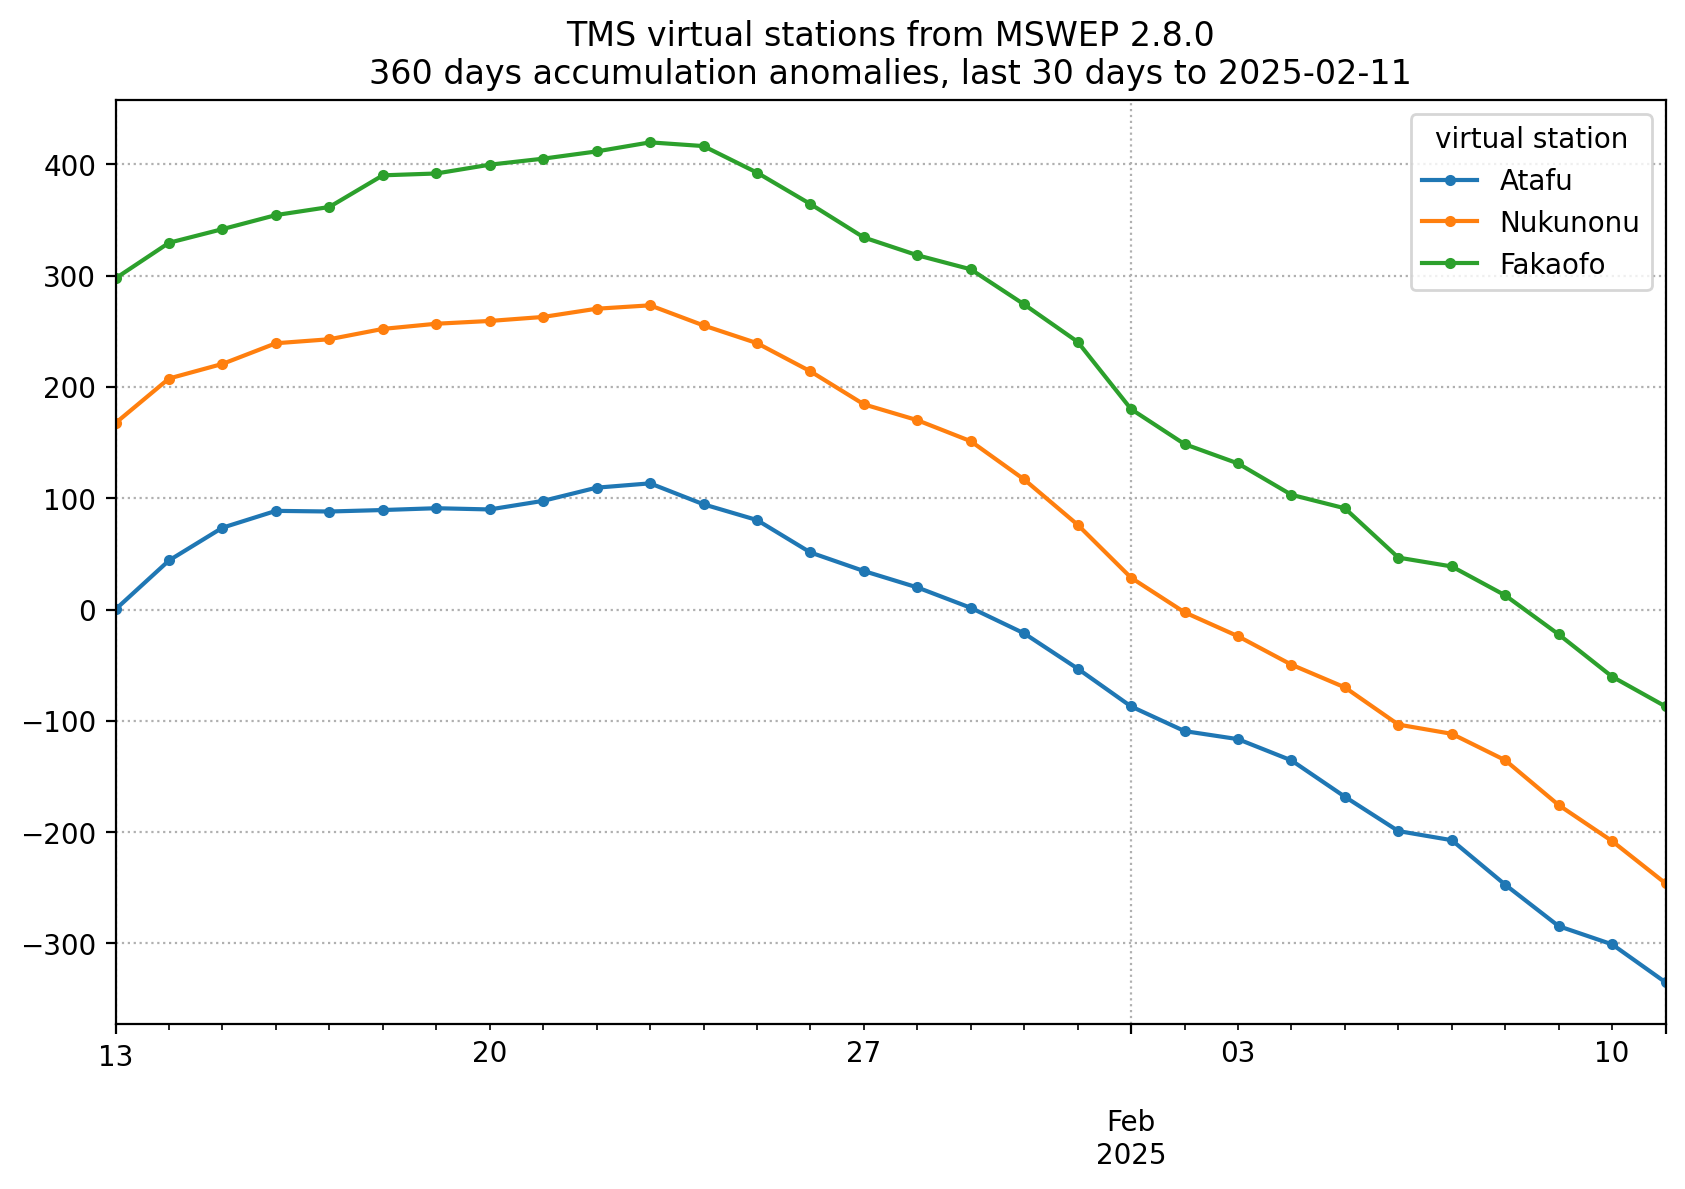 TMS virtual stations from MSWEP 2.8.0
360 days accumulation anomalies, last 30 days to 2025-02-11
virtual station
Atafu
Nukunonu
Fakaofo
400
300
200
100
0
−100
−200
−300
13
20
27
03
10
Feb
2025